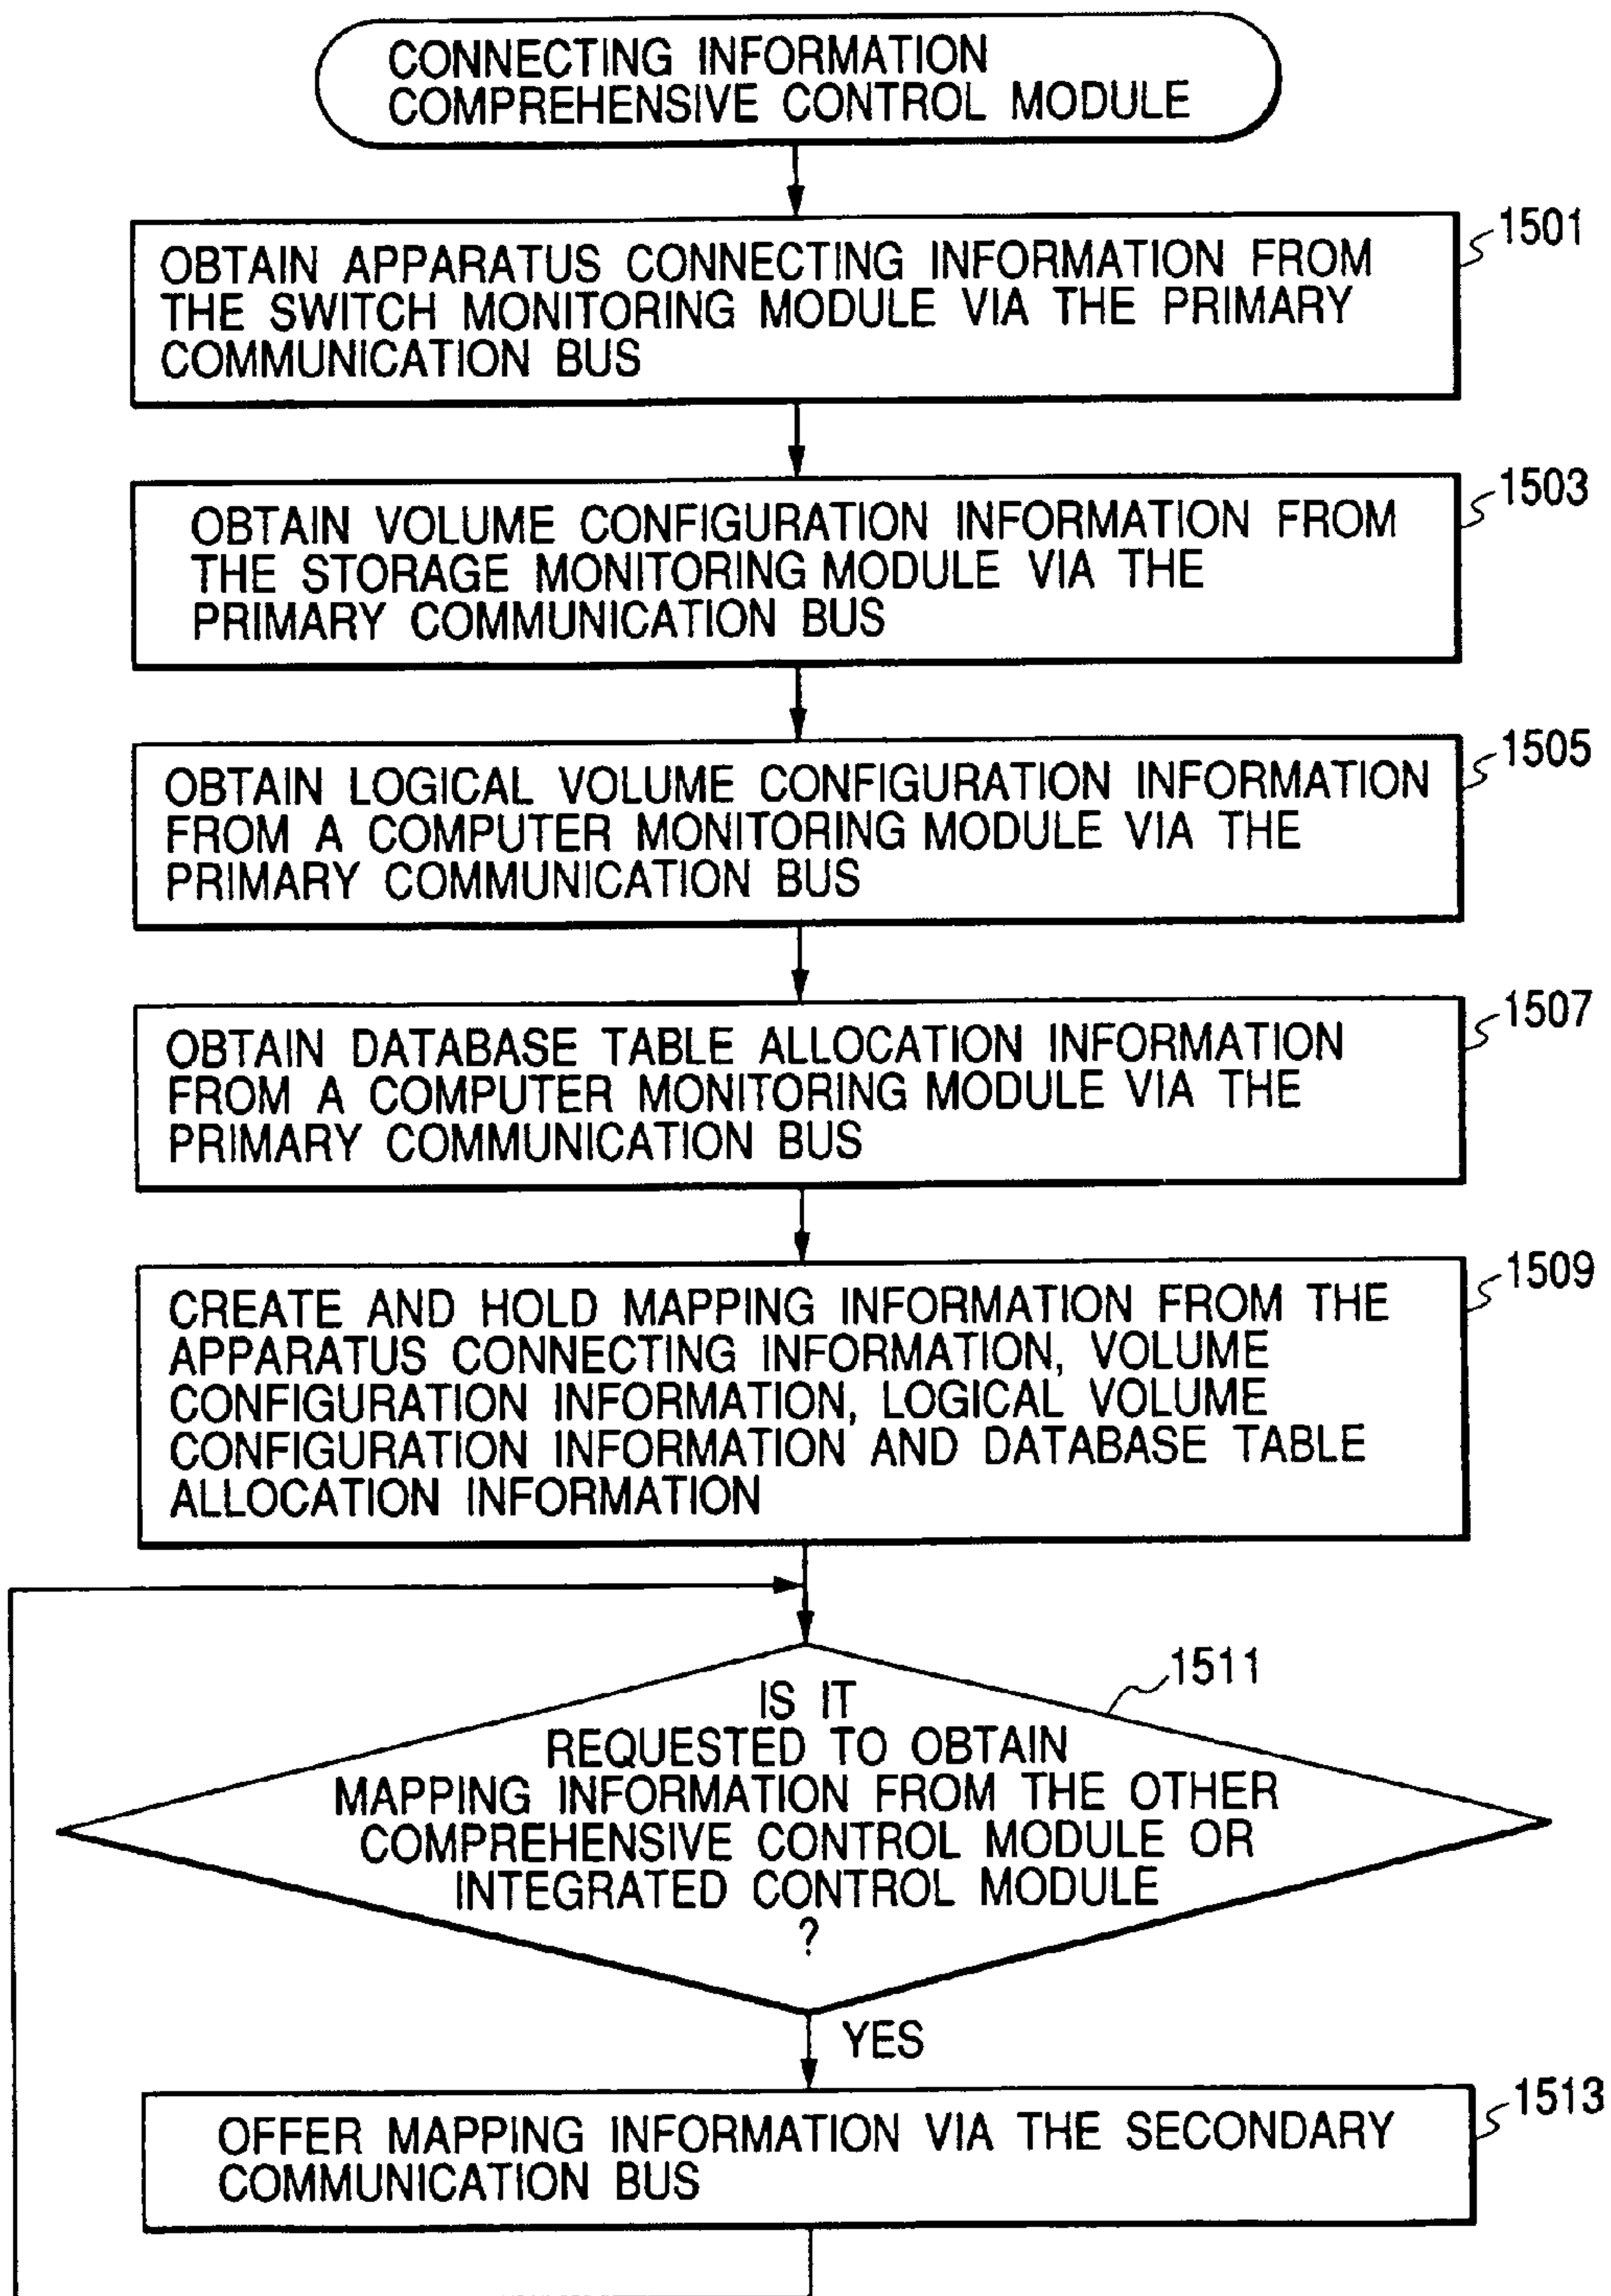 CONNECTING INFORMATION
COMPREHENSIVE CONTROL MODULE
1501
OBTAIN APPARATUS CONNECTING INFORMATION FROM
THE SWITCH MONITORING MODULE VIA THE PRIMARY
COMMUNICATION BUS
1503
OBTAIN VOLUME CONFIGURATION INFORMATION FROM
THE STORAGE MONITORING MODULE VIA THE
PRIMARY COMMUNICATION BUS
1505
OBTAIN LOGICAL VOLUME CONFIGURATION INFORMATION
FROM A COMPUTER MONITORING MODULE VIA THE
PRIMARY COMMUNICATION BUS
1507
OBTAIN DATABASE TABLE ALLOCATION INFORMATION
FROM A COMPUTER MONITORING MODULE VIA THE
PRIMARY COMMUNICATION BUS
1509
CREATE AND HOLD MAPPING INFORMATION FROM THE
APPARATUS CONNECTING INFORMATION, VOLUME
CONFIGURATION INFORMATION, LOGICAL VOLUME
CONFIGURATION INFORMATION AND DATABASE TABLE
ALLOCATION INFORMATION
1511
IS IT
REQUESTED TO OBTAIN
MAPPING INFORMATION FROM THE OTHER
COMPREHENSIVE CONTROL MODULE OR
INTEGRATED CONTROL MODULE
?
YES
1513
OFFER MAPPING INFORMATION VIA THE SECONDARY
COMMUNICATION BUS